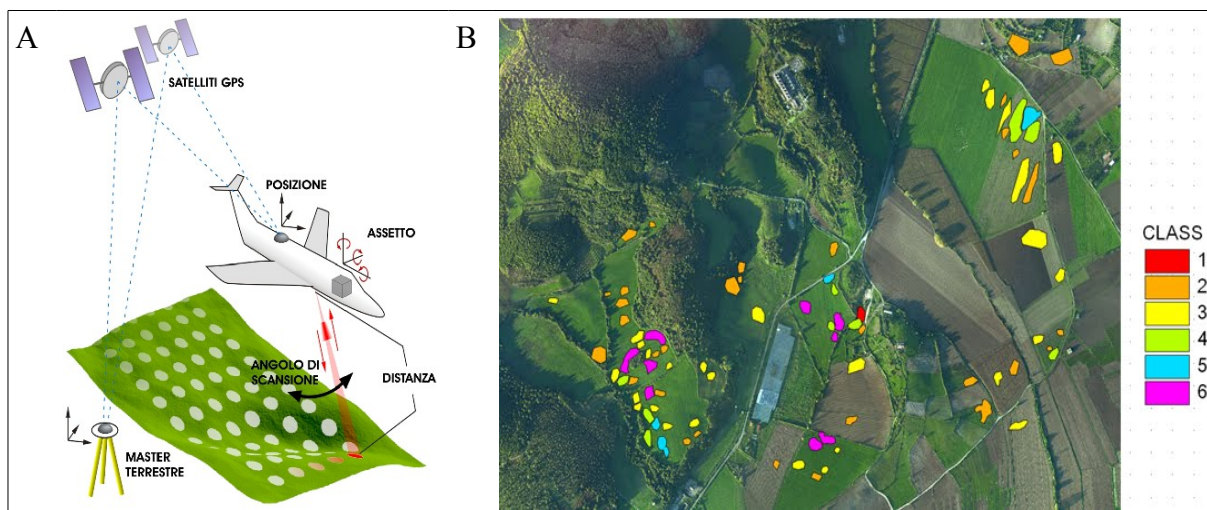 A
SATELLITI GPS
POSIZIONE
ASSETTO
ANGOLO DI
SCANSIONE
DISTANZA
MASTER
TERRESTRE
B
CLASS
1
2
3
4
5
6